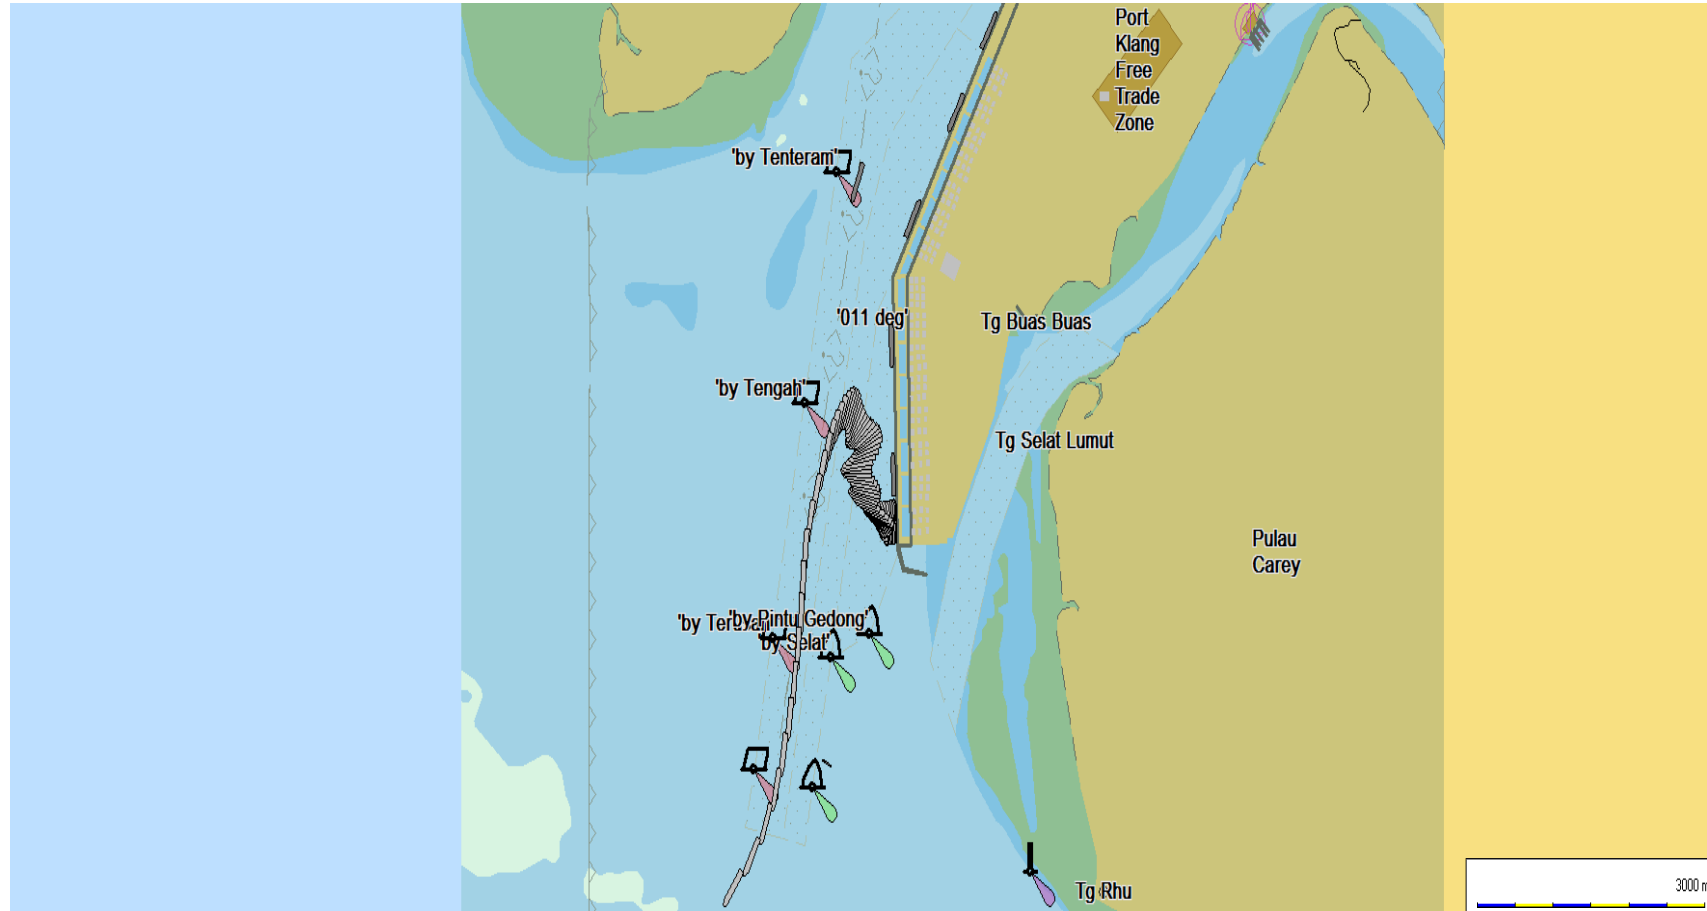 Port
Klang
Free
Trade
Zone
'by Tenteram'
'011 deg'
Tg Buas Buas
'by Tengah'
Tg Selat Lumut
Pulau
Carey
'by Pintu Gedong'
by Selat'
Tg Rhu
3000 m